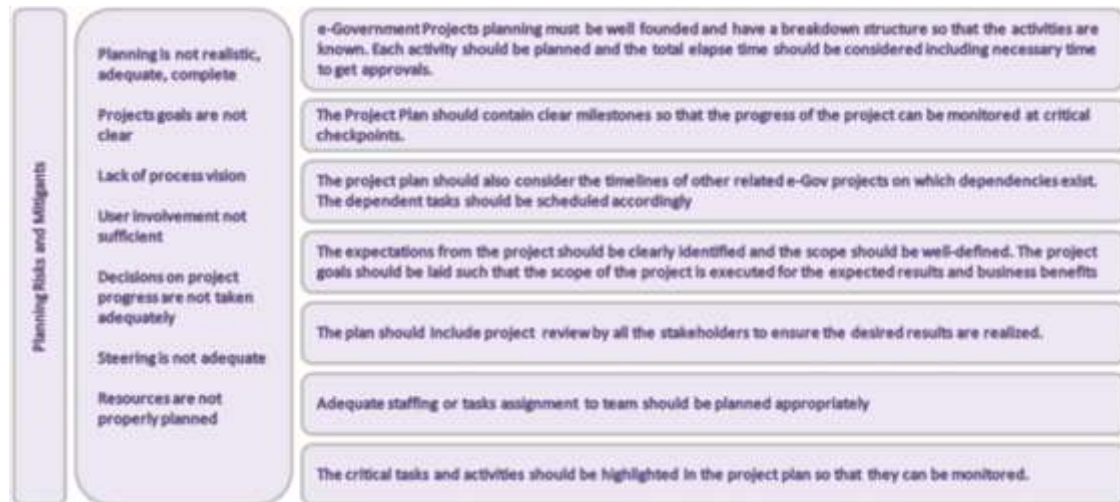 Planning Risks and Mitigants
Planning is not realistic,
adequate, complete
Projects goals are not
clear
Lack of process vision
User involvement not
sufficient
Decisions on project
progress are not taken
adequately
Steering is not adequate
Resources are not
properly planned
e-Government Projects planning must be well founded and have a breakdown structure so that the activities are
known. Each activity should be planned and the total elapse time should be considered including necessary time
to get approvals.
The Project Plan should contain clear milestones so that the progress of the project can be monitored at critical
checkpoints.
The project plan should also consider the timelines of other related e-Gov projects on which dependencies exist.
The dependent tasks should be scheduled accordingly
The expectations from the project should be clearly identified and the scope should be well-defined. The project
goals should be laid such that the scope of the project is executed for the expected results and business benefits
The plan should include project review by all the stakeholders to ensure the desired results are realized.
Adequate staffing or tasks assignment to team should be planned appropriately
The critical tasks and activities should be highlighted in the project plan so that they can be monitored.